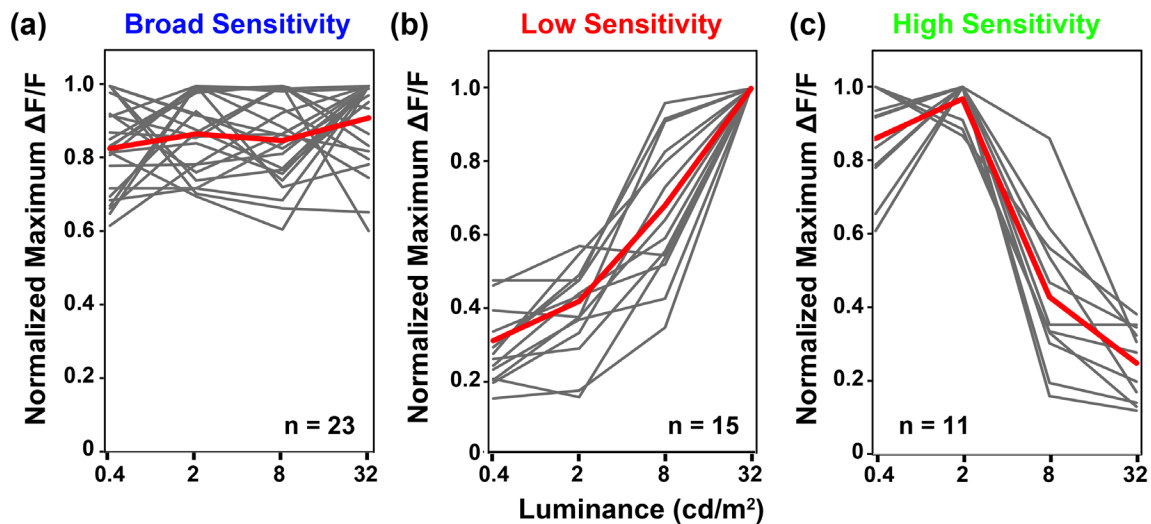 (a) Broad Sensitivity
Normalized Maximum ΔF/F
1.0
0.8
0.6
0.4
0.2
0
n = 23
0.4 2 8 32
(b) Low Sensitivity
Normalized Maximum ΔF/F
1.0
0.8
0.6
0.4
0.2
0
n = 15
0.4 2 8 32
(c) High Sensitivity
Normalized Maximum ΔF/F
1.0
0.8
0.6
0.4
0.2
0
n = 11
0.4 2 8 32
Luminance (cd/m²)